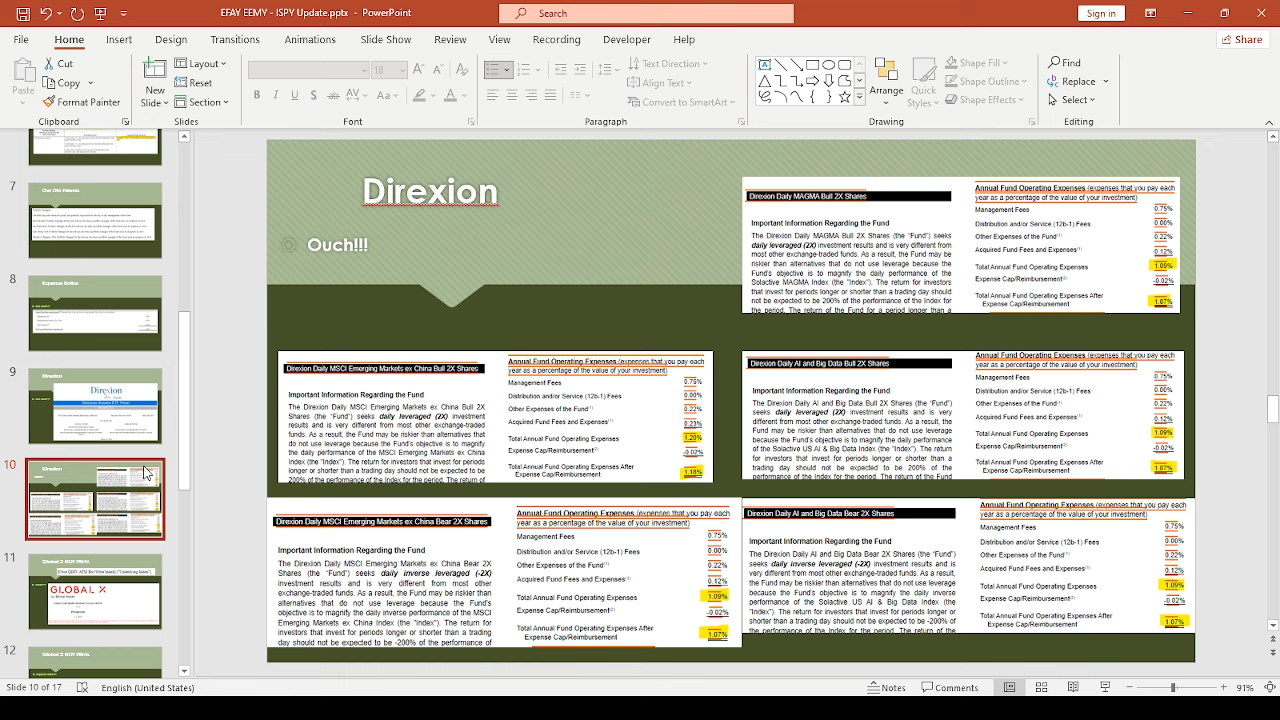 EFAY EEMY - ISPY Update.pptx - PowerPoint
Search
Sign in
File Home Insert Design Transitions Animations Slide Show Review View Recording Developer Help
Share
Paste
Cut
Copy
Format Painter
Clipboard
New Slide
Layout
Reset
Section
Slides
18
Font
Text Direction
Align Text
Convert to SmartArt
Paragraph
Arrange
Quick Styles
Shape Fill
Shape Outline
Shape Effects
Drawing
Find
Replace
Select
Editing
7
Our Old Friends
8
Expense Ratios
9
Direxion
Direxion
10
Direxion
11
Global X NOT FINAL
GLOBAL X
12
Global X NOT FINAL
Direxion
Ouch!!!
Direxion Daily MAGMA Bull 2X Shares
Important Information Regarding the Fund
The Direxion Daily MAGMA Bull 2X Shares (the "Fund") seeks
daily leveraged (2X) investment results and is very different from
most other exchange-traded funds. As a result, the Fund may be
riskier than alternatives that do not use leverage because the
Fund's objective is to magnify the daily performance of the
Solactive MAGMA Index (the "Index"). The return for investors
that invest for periods longer or shorter than a trading day should
not be expected to be 200% of the performance of the Index for
the period. The return of the Fund for a period longer than a
Annual Fund Operating Expenses (expenses that you pay each
year as a percentage of the value of your investment)
Management Fees 0.75%
Distribution and/or Service (12b-1) Fees 0.00%
Other Expenses of the Fund(1) 0.22%
Acquired Fund Fees and Expenses(1) 0.12%
Total Annual Fund Operating Expenses 1.09%
Expense Cap/Reimbursement(2) -0.02%
Total Annual Fund Operating Expenses After
Expense Cap/Reimbursement 1.07%
Direxion Daily MSCI Emerging Markets ex China Bull 2X Shares
Important Information Regarding the Fund
The Direxion Daily MSCI Emerging Markets ex China Bull 2X
Shares (the "Fund") seeks daily leveraged (2X) investment
results and is very different from most other exchange-traded
funds. As a result, the Fund may be riskier than alternatives that
do not use leverage because the Fund's objective is to magnify
the daily performance of the MSCI Emerging Markets ex China
Index (the "Index"). The return for investors that invest for periods
longer or shorter than a trading day should not be expected to be
200% of the performance of the Index for the period. The return of
Annual Fund Operating Expenses (expenses that you pay each
year as a percentage of the value of your investment)
Management Fees 0.75%
Distribution and/or Service (12b-1) Fees 0.00%
Other Expenses of the Fund(1) 0.22%
Acquired Fund Fees and Expenses(1) 0.23%
Total Annual Fund Operating Expenses 1.20%
Expense Cap/Reimbursement(2) -0.02%
Total Annual Fund Operating Expenses After
Expense Cap/Reimbursement 1.18%
Direxion Daily AI and Big Data Bull 2X Shares
Important Information Regarding the Fund
The Direxion Daily AI and Big Data Bull 2X Shares (the "Fund")
seeks daily leveraged (2X) investment results and is very
different from most other exchange-traded funds. As a result, the
Fund may be riskier than alternatives that do not use leverage
because the Fund's objective is to magnify the daily performance
of the Solactive US AI & Big Data Index (the "Index"). The return
for investors that invest for periods longer or shorter than a
trading day should not be expected to be 200% of the
performance of the Index for the period. The return of the Fund for
Annual Fund Operating Expenses (expenses that you pay each
year as a percentage of the value of your investment)
Management Fees 0.75%
Distribution and/or Service (12b-1) Fees 0.00%
Other Expenses of the Fund(1) 0.22%
Acquired Fund Fees and Expenses(1) 0.12%
Total Annual Fund Operating Expenses 1.09%
Expense Cap/Reimbursement(2) -0.02%
Total Annual Fund Operating Expenses After
Expense Cap/Reimbursement 1.07%
Direxion Daily MSCI Emerging Markets ex China Bear 2X Shares
Important Information Regarding the Fund
The Direxion Daily MSCI Emerging Markets ex China Bear 2X
Shares (the "Fund") seeks daily inverse leveraged (-2X)
investment results and is very different from most other
exchange-traded funds. As a result, the Fund may be riskier than
alternatives that do not use leverage because the Fund's
objective is to magnify the daily inverse performance of the MSCI
Emerging Markets ex China Index (the "Index"). The return for
investors that invest for periods longer or shorter than a trading
day should not be expected to be -200% of the performance of
Annual Fund Operating Expenses (expenses that you pay each
year as a percentage of the value of your investment)
Management Fees 0.75%
Distribution and/or Service (12b-1) Fees 0.00%
Other Expenses of the Fund(1) 0.22%
Acquired Fund Fees and Expenses(1) 0.12%
Total Annual Fund Operating Expenses 1.09%
Expense Cap/Reimbursement(2) -0.02%
Total Annual Fund Operating Expenses After
Expense Cap/Reimbursement 1.07%
Direxion Daily AI and Big Data Bear 2X Shares
Important Information Regarding the Fund
The Direxion Daily AI and Big Data Bear 2X Shares (the "Fund")
seeks daily inverse leveraged (-2X) investment results and is
very different from most other exchange-traded funds. As a result,
the Fund may be riskier than alternatives that do not use leverage
because the Fund's objective is to magnify the daily inverse
performance of the Solactive US AI & Big Data Index (the
"Index"). The return for investors that invest for periods longer or
shorter than a trading day should not be expected to be -200% of
the performance of the Index for the period. The return of the
Annual Fund Operating Expenses (expenses that you pay each
year as a percentage of the value of your investment)
Management Fees 0.75%
Distribution and/or Service (12b-1) Fees 0.00%
Other Expenses of the Fund(1) 0.22%
Acquired Fund Fees and Expenses(1) 0.12%
Total Annual Fund Operating Expenses 1.09%
Expense Cap/Reimbursement(2) -0.02%
Total Annual Fund Operating Expenses After
Expense Cap/Reimbursement 1.07%
Slide 10 of 17 English (United States) Notes Comments 91%